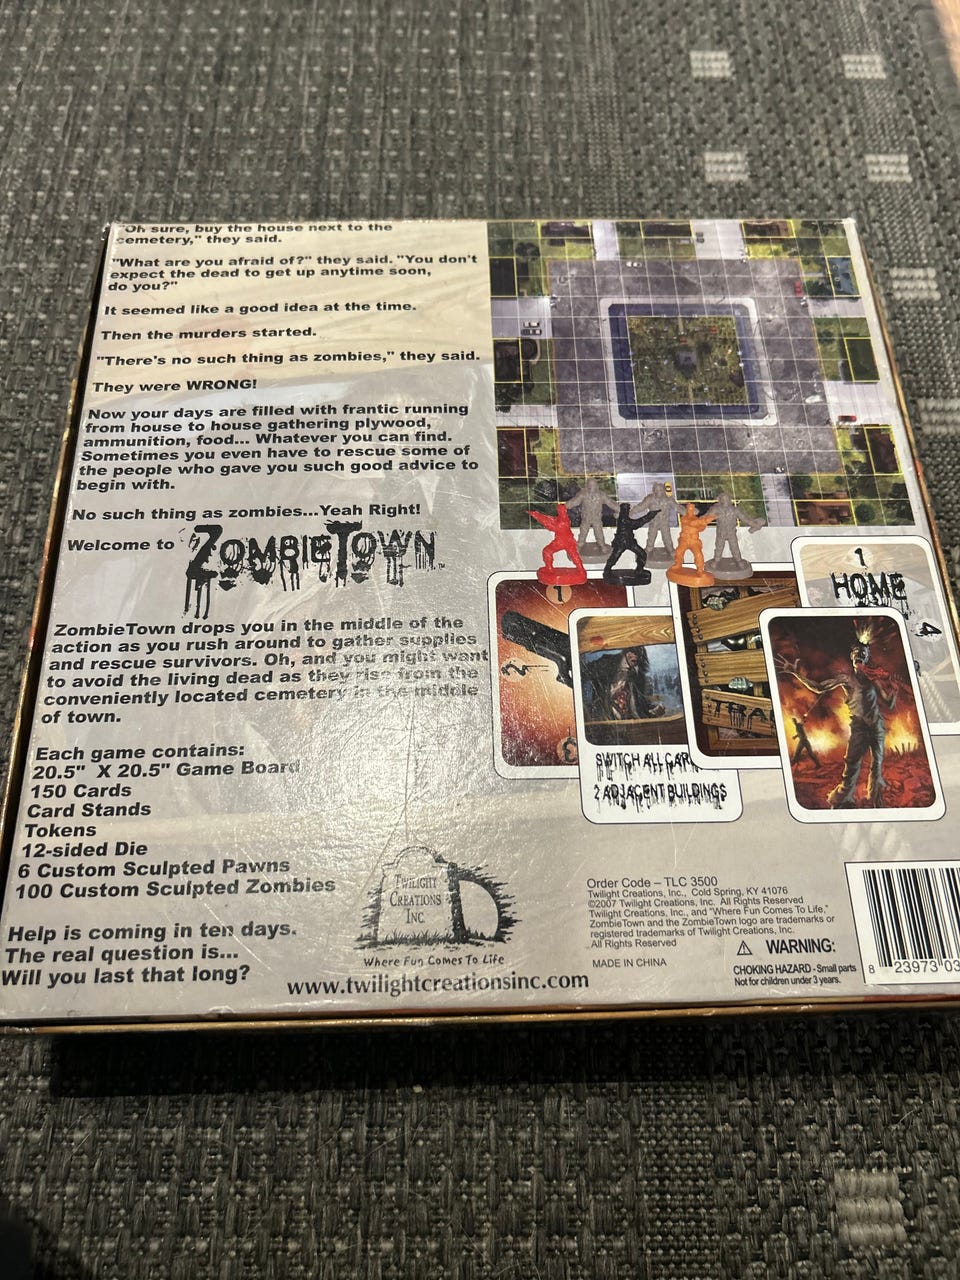 "Oh sure, buy the house next to the
cemetery," they said.
"What are you afraid of?" they said. "You don't
expect the dead to get up anytime soon,
do you?"
It seemed like a good idea at the time.
Then the murders started.
"There's no such thing as zombies," they said.
They were WRONG!
Now your days are filled with frantic running
from house to house gathering plywood,
ammunition, food... Whatever you can find.
Sometimes you even have to rescue some of
the people who gave you such good advice to
begin with.
No such thing as zombies...Yeah Right!
Welcome to ZOMBIETOWN
ZombieTown drops you in the middle of the
action as you rush around to gather supplies
and rescue survivors. Oh, and you might want
to avoid the living dead as they rise from the
conveniently located cemetery in the middle
of town.
Each game contains:
20.5" X 20.5" Game Board
150 Cards
Card Stands
Tokens
12-sided Die
6 Custom Sculpted Pawns
100 Custom Sculpted Zombies
Help is coming in ten days.
The real question is...
Will you last that long?
1
2
3
SWITCH ALL CAR
2 ADJACENT BUILDINGS
TRA
1
HOME
4
TWILIGHT
CREATIONS
INC
Where Fun Comes To Life
www.twilightcreationsinc.com
Order Code – TLC 3500
Twilight Creations, Inc., Cold Spring, KY 41076
©2007 Twilight Creations, Inc. All Rights Reserved
Twilight Creations, Inc., and "Where Fun Comes To Life,"
ZombieTown and the ZombieTown logo are trademarks or
registered trademarks of Twilight Creations, Inc.
All Rights Reserved
MADE IN CHINA
⚠ WARNING:
CHOKING HAZARD - Small parts
Not for children under 3 years.
8 23973 03